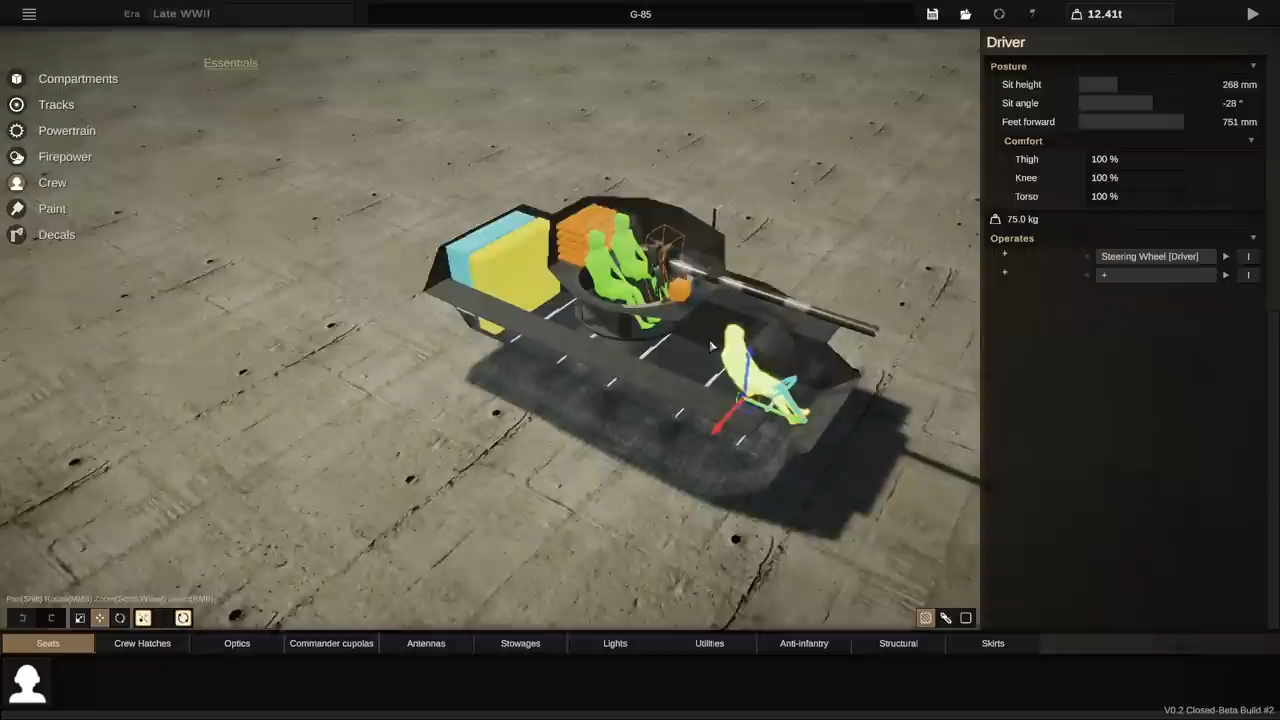 Era Late WWII G-85 12.41t
Driver
Essentials
Posture
Compartments
Sit height 268 mm
Tracks
Sit angle -28 °
Powertrain
Feet forward 751 mm
Firepower
Comfort
Thigh 100 %
Crew
Knee 100 %
Paint
Torso 100 %
Decals
75.0 kg
Operates
+ Steering Wheel [Driver] I
+ + I
Seats Crew Hatches Optics Commander cupolas Antennas Stowages Lights Utilities Anti-infantry Structural Skirts
V0.2 Closed-Beta Build #2